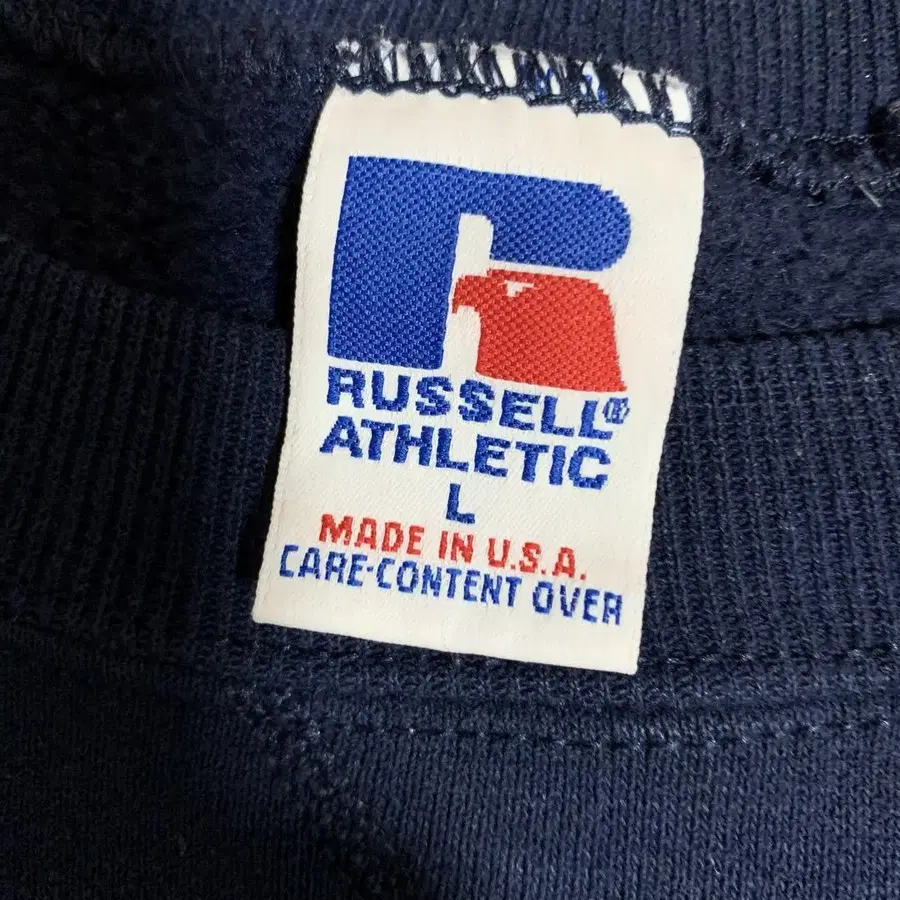 RUSSELL®
ATHLETIC
L
MADE IN U.S.A.
CARE-CONTENT OVER